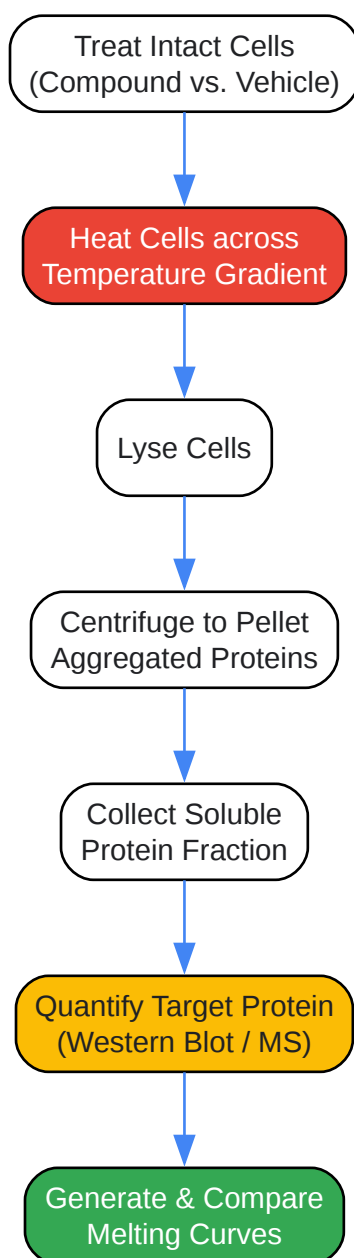 Treat Intact Cells
(Compound vs. Vehicle)
Heat Cells across
Temperature Gradient
Lyse Cells
Centrifuge to Pellet
Aggregated Proteins
Collect Soluble
Protein Fraction
Quantify Target Protein
(Western Blot / MS)
Generate & Compare
Melting Curves